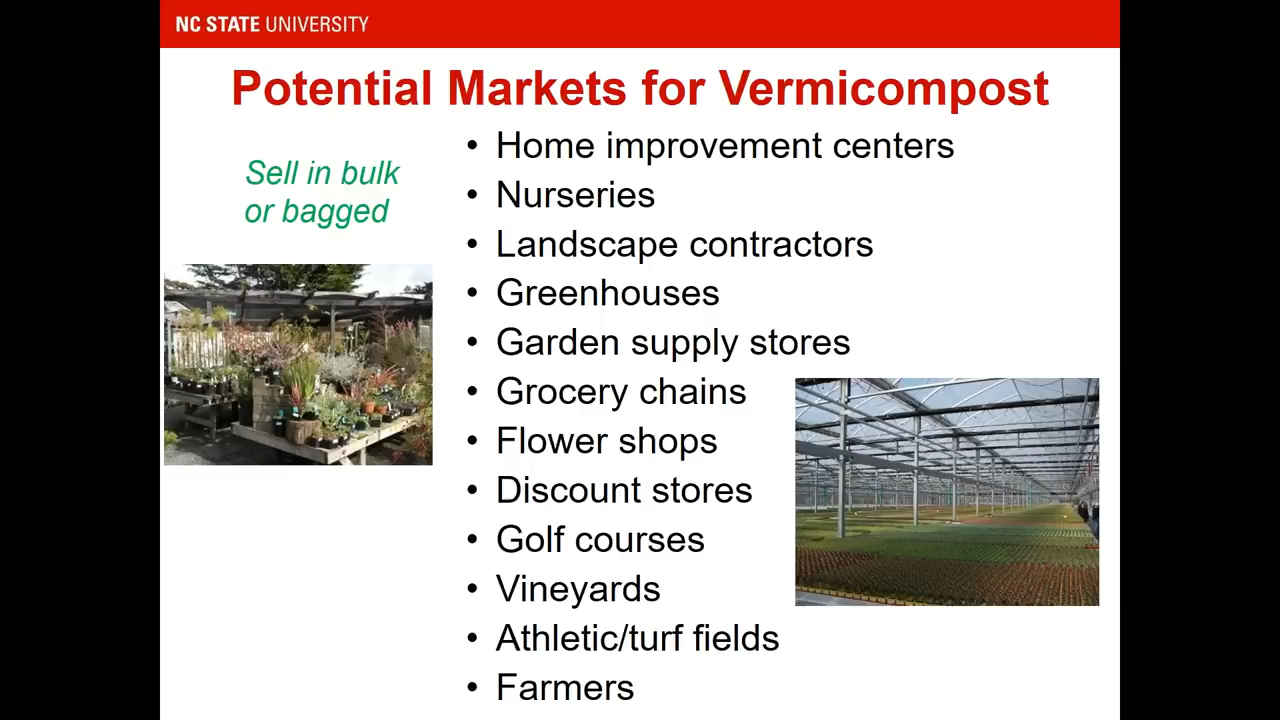 NC STATE UNIVERSITY
Potential Markets for Vermicompost
Sell in bulk
or bagged
• Home improvement centers
• Nurseries
• Landscape contractors
• Greenhouses
• Garden supply stores
• Grocery chains
• Flower shops
• Discount stores
• Golf courses
• Vineyards
• Athletic/turf fields
• Farmers